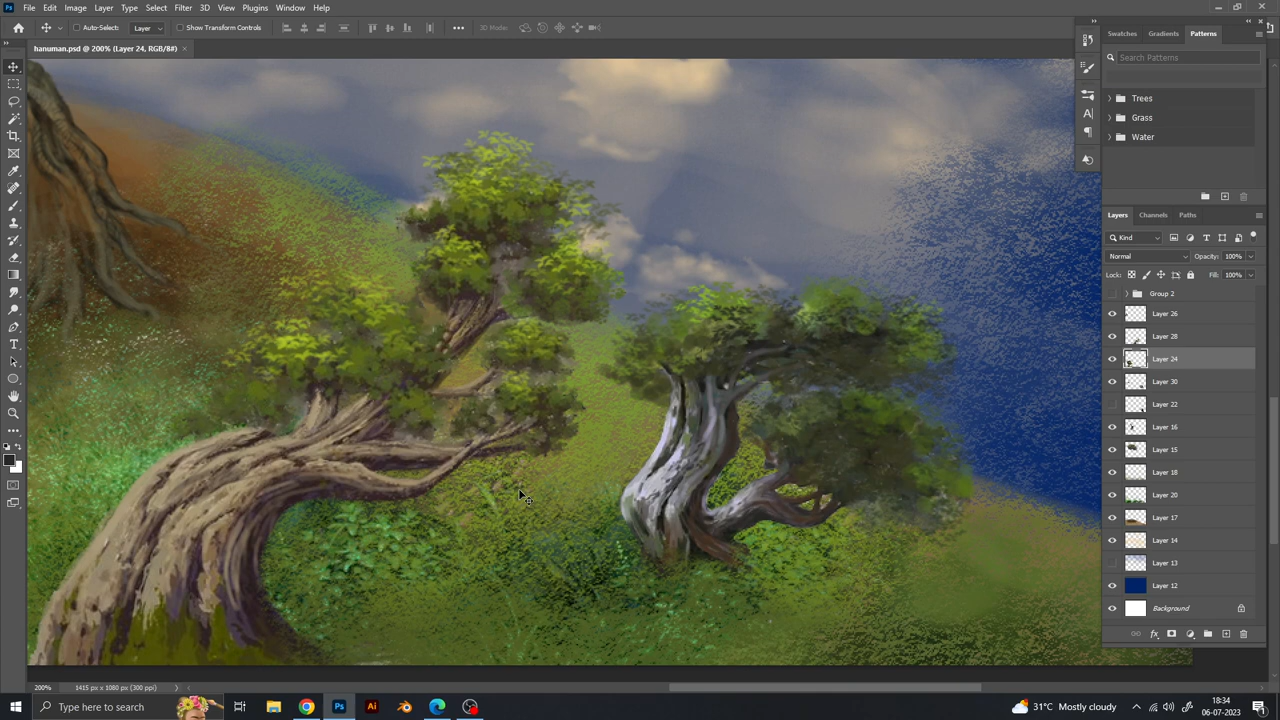 Ps File Edit Image Layer Type Select Filter 3D View Plugins Window Help
Auto-Select: Layer Show Transform Controls 3D Mode:
hanuman.psd @ 200% (Layer 24, RGB/8#)
Swatches Gradients Patterns
Search Patterns
Trees
Grass
Water
Layers Channels Paths
Kind
Normal Opacity: 100%
Lock: Fill: 100%
Group 2
Layer 26
Layer 28
Layer 24
Layer 30
Layer 22
Layer 16
Layer 15
Layer 18
Layer 20
Layer 17
Layer 14
Layer 13
Layer 12
Background
fx
200% 1415 px x 1080 px (300 ppi)
Type here to search
Ps
Ai
31°C Mostly cloudy
18:34
06-07-2023